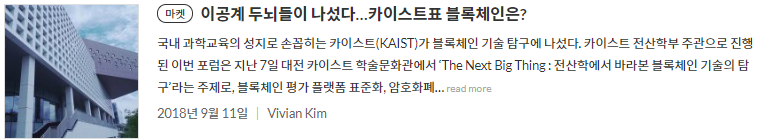 마켓 이공계 두뇌들이 나섰다…카이스트표 블록체인은?
국내 과학교육의 성지로 손꼽히는 카이스트(KAIST)가 블록체인 기술 탐구에 나섰다. 카이스트 전산학부 주관으로 진행
된 이번 포럼은 지난 7일 대전 카이스트 학술문화관에서 ‘The Next Big Thing : 전산학에서 바라본 블록체인 기술의 탐
구’라는 주제로, 블록체인 평가 플랫폼 표준화, 암호화폐... read more
2018년 9월 11일 | Vivian Kim